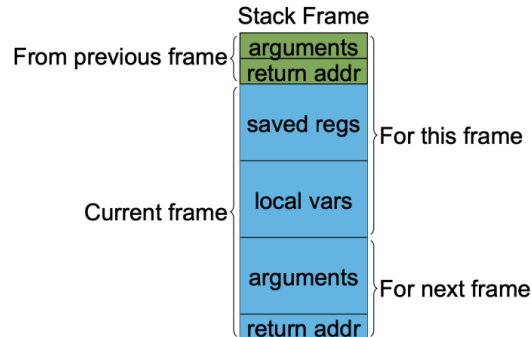 Stack Frame
arguments
From previous frame
return addr
saved regs
For this frame
local vars
Current frame
arguments
For next frame
return addr